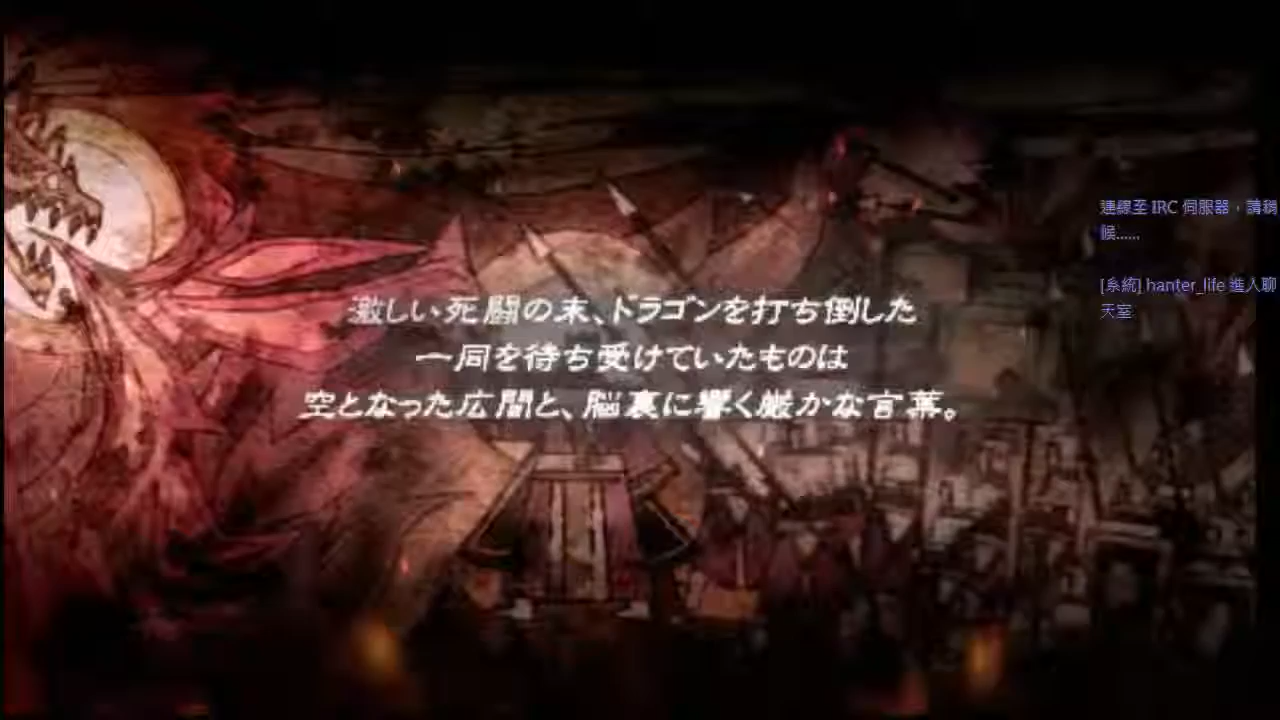 激しい死闘の末、ドラゴンを打ち倒した
一同を待ち受けていたものは
空となった広間と、脳裏に響く厳かな言葉。
連線至 IRC 伺服器，請稍
候......
[系統] hanter_life 進入聊
天室